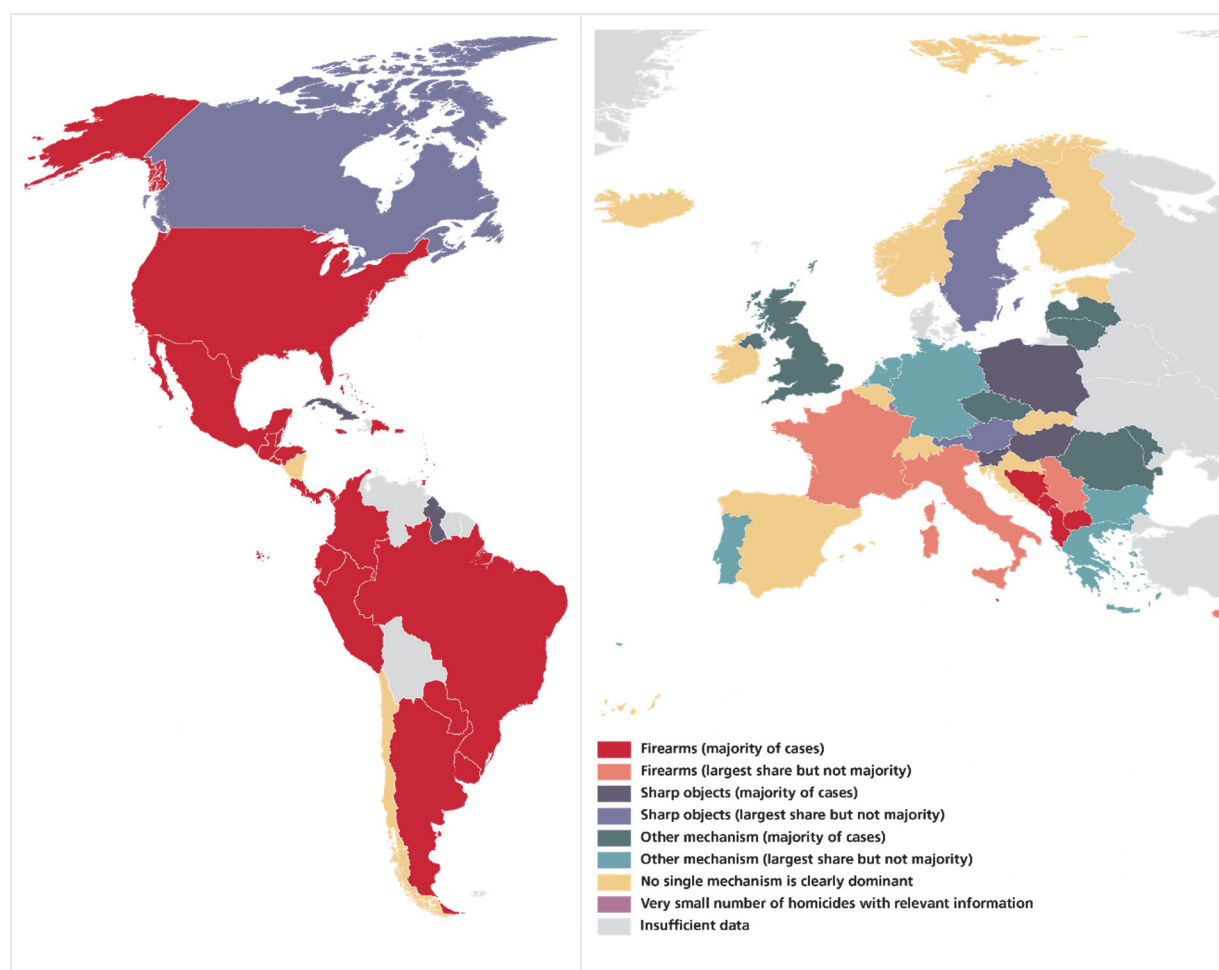 Firearms (majority of cases)
Firearms (largest share but not majority)
Sharp objects (majority of cases)
Sharp objects (largest share but not majority)
Other mechanism (majority of cases)
Other mechanism (largest share but not majority)
No single mechanism is clearly dominant
Very small number of homicides with relevant information
Insufficient data